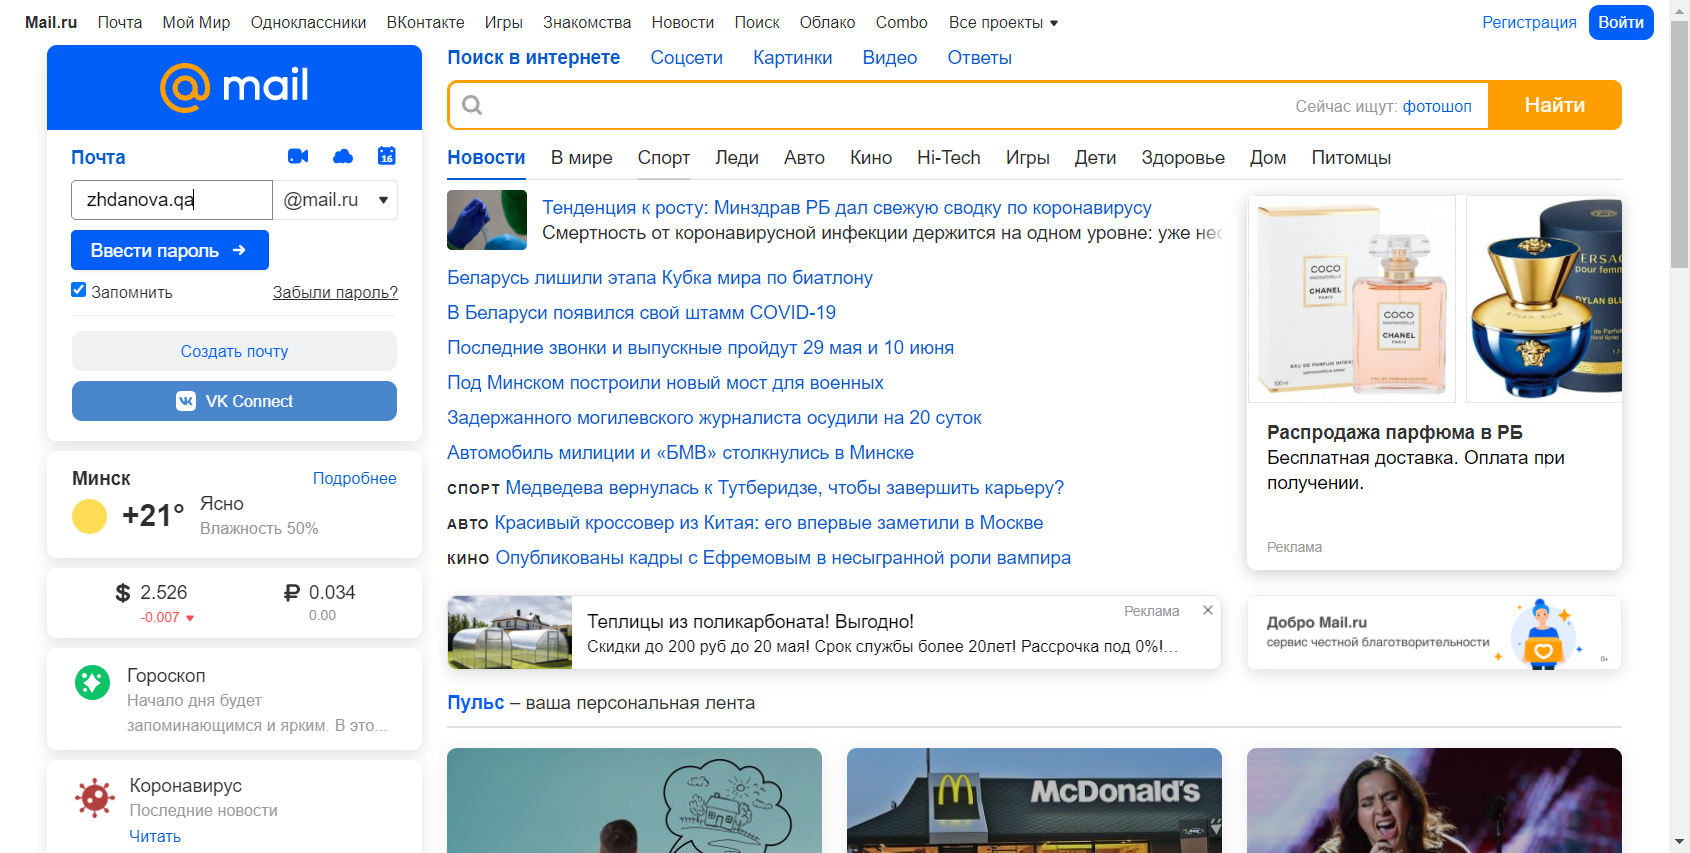 Mail.ru Почта Мой Мир Одноклассники ВКонтакте Игры Знакомства Новости Поиск Облако Combo Все проекты
Регистрация Войти
mail
Почта
16
zhdanova.qa @mail.ru
Ввести пароль →
Запомнить Забыли пароль?
Создать почту
VK Connect
Минск Подробнее
+21° Ясно
Влажность 50%
$ 2.526 ₽ 0.034
-0.007 0.00
Гороскоп
Начало дня будет
запоминающимся и ярким. В это...
Коронавирус
Последние новости
Читать
Поиск в интернете Соцсети Картинки Видео Ответы
Сейчас ищут: фотошоп Найти
Новости В мире Спорт Леди Авто Кино Hi-Tech Игры Дети Здоровье Дом Питомцы
Тенденция к росту: Минздрав РБ дал свежую сводку по коронавирусу
Смертность от коронавирусной инфекции держится на одном уровне: уже нес
Беларусь лишили этапа Кубка мира по биатлону
В Беларуси появился свой штамм COVID-19
Последние звонки и выпускные пройдут 29 мая и 10 июня
Под Минском построили новый мост для военных
Задержанного могилевского журналиста осудили на 20 суток
Автомобиль милиции и «БМВ» столкнулись в Минске
СПОРТ Медведева вернулась к Тутберидзе, чтобы завершить карьеру?
АВТО Красивый кроссовер из Китая: его впервые заметили в Москве
КИНО Опубликованы кадры с Ефремовым в несыгранной роли вампира
COCO
MADEMOISELLE
CHANEL
PARIS
EAU DE PARFUM INTENSE
COCO
MADEMOISELLE
CHANEL
PARIS
VERSAC
pour femm
DYLAN BLU
Распродажа парфюма в РБ
Бесплатная доставка. Оплата при
получении.
Реклама
Теплицы из поликарбоната! Выгодно!
Реклама
Скидки до 200 руб до 20 мая! Срок службы более 20лет! Рассрочка под 0%!...
Добро Mail.ru
сервис честной благотворительности
0+
Пульс – ваша персональная лента
McDonald's